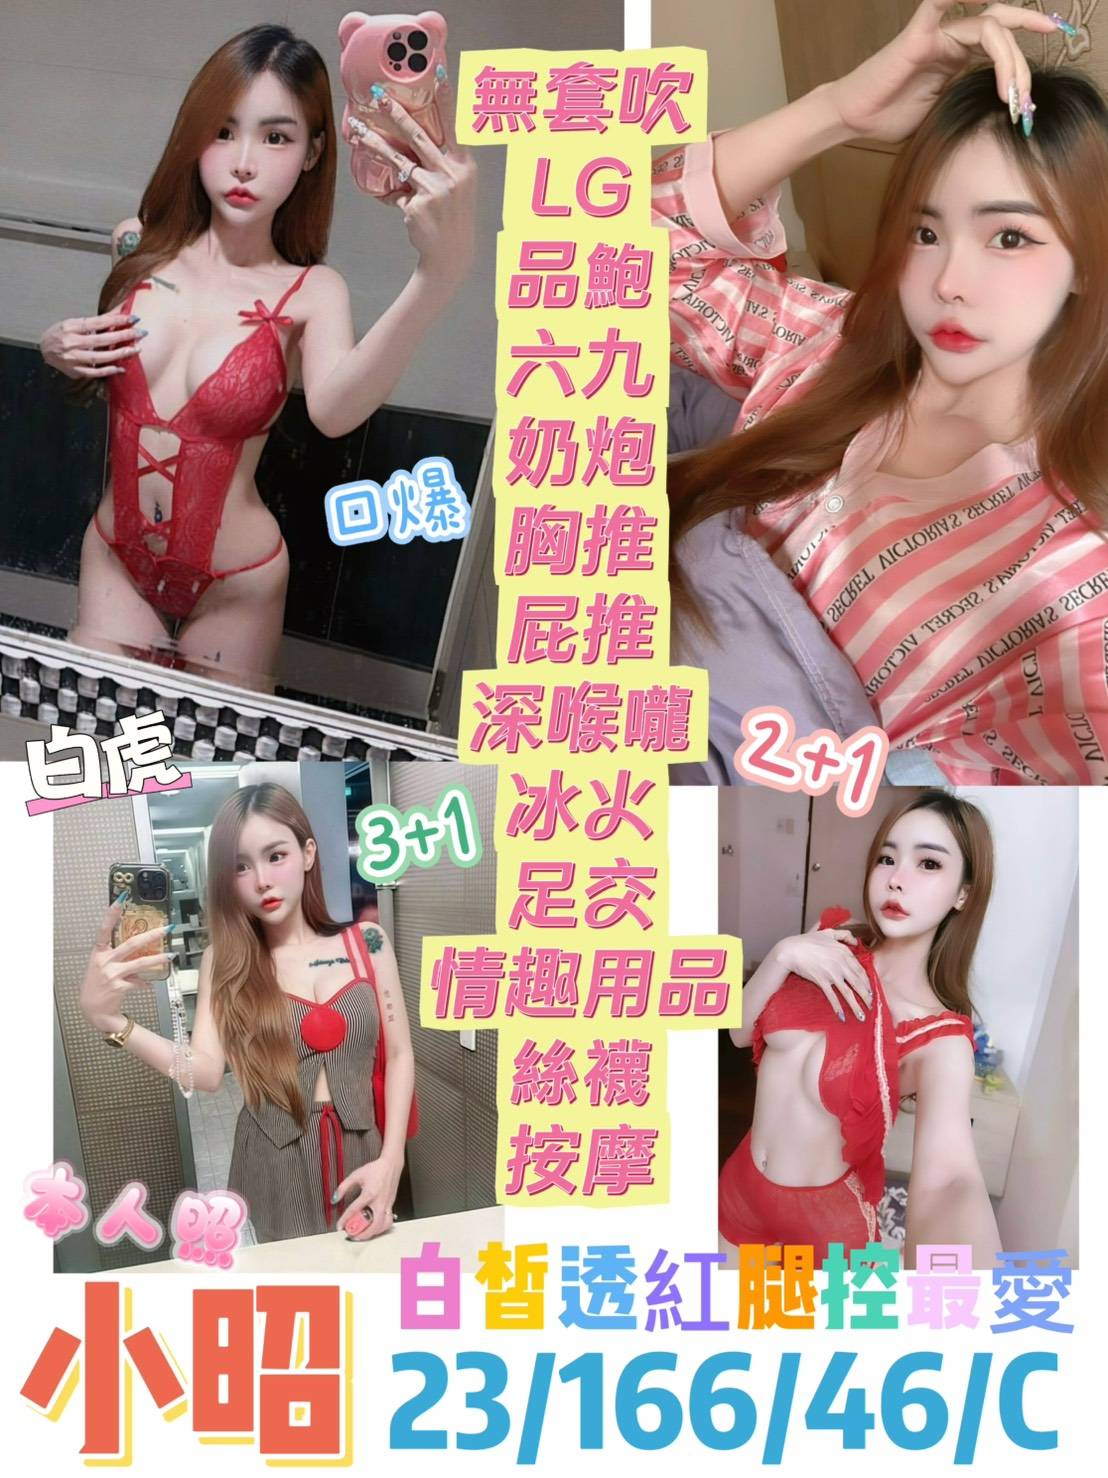 無套吹
LG
品鮑
六九
奶炮
口爆
胸推
屁推
深喉嚨
白虎
2+1
3+1
冰火
足交
情趣用品
絲襪
按摩
本人照
小昭
白皙透紅腿控最愛
23/166/46/C